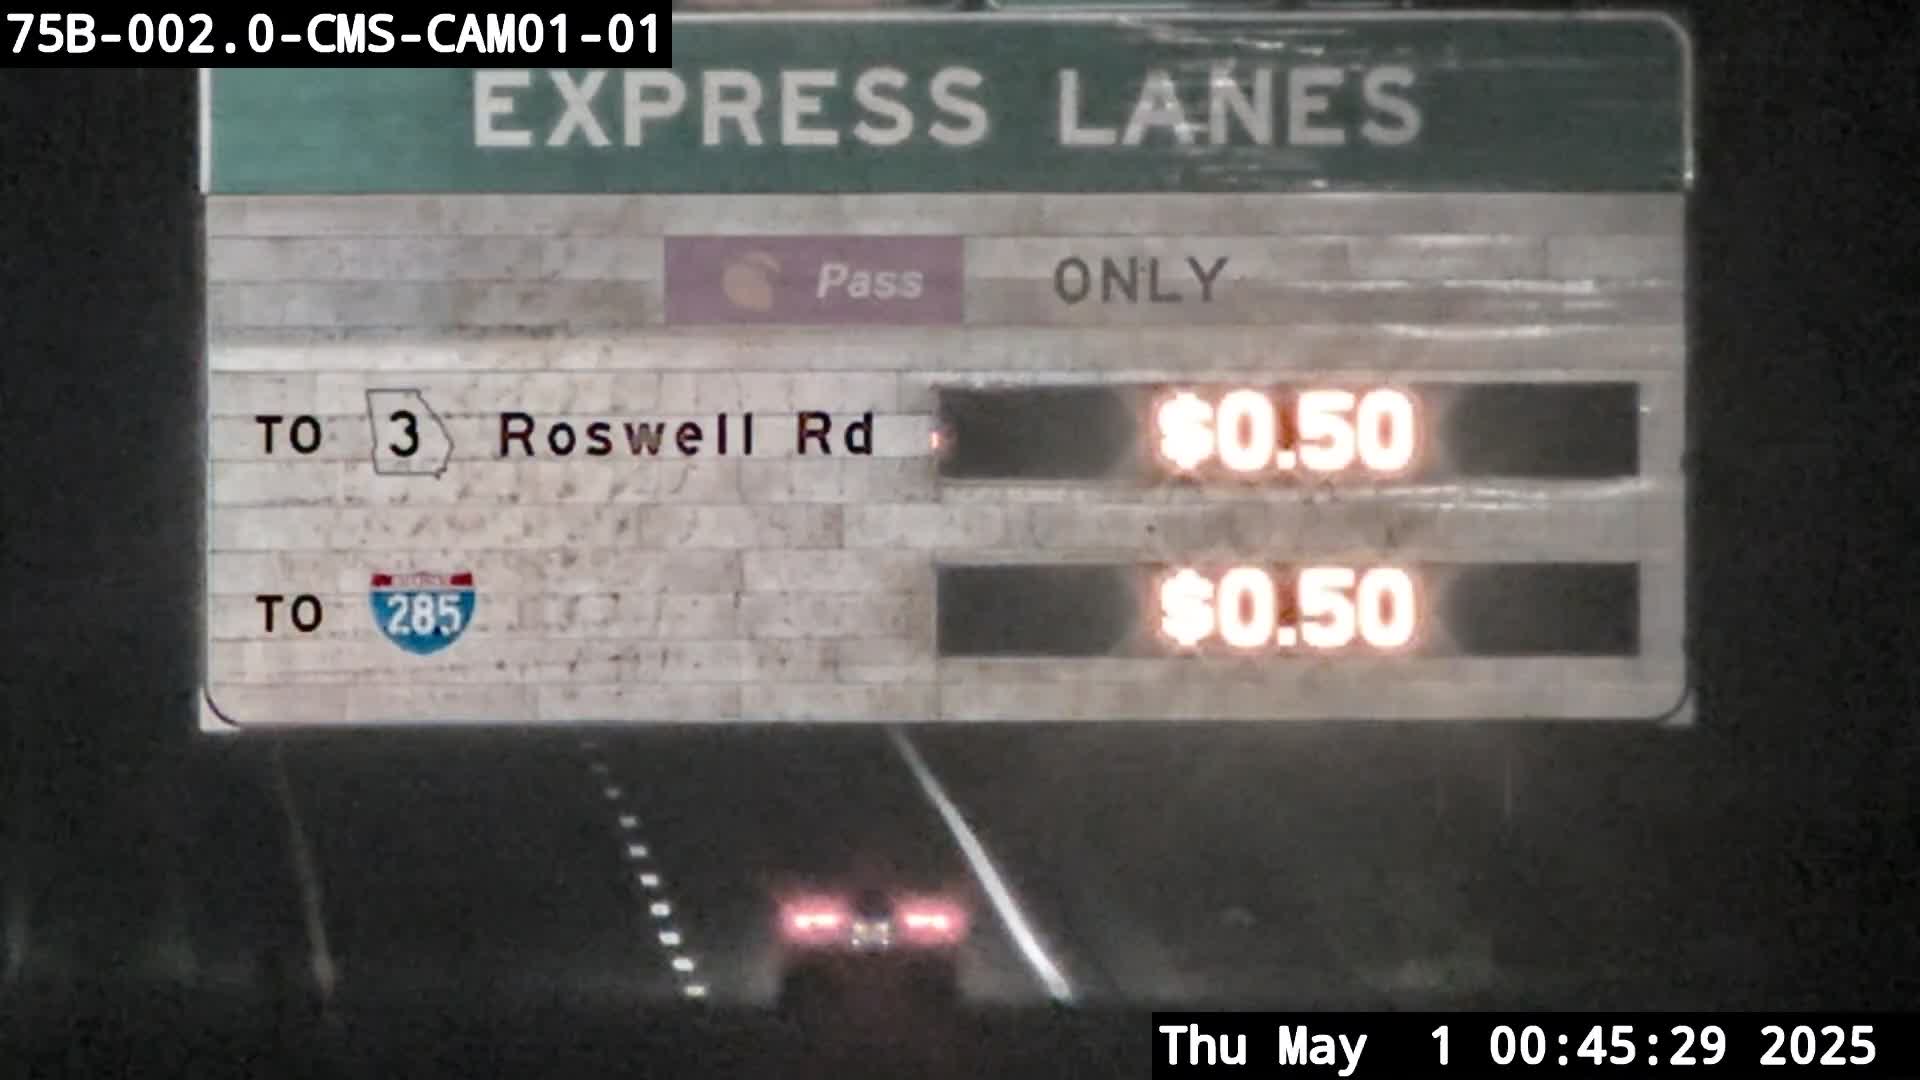 75B-002.0-CMS-CAM01-01
EXPRESS LANES
Pass ONLY
TO 3 Roswell Rd $0.50
TO 285 $0.50
Thu May 1 00:45:29 2025